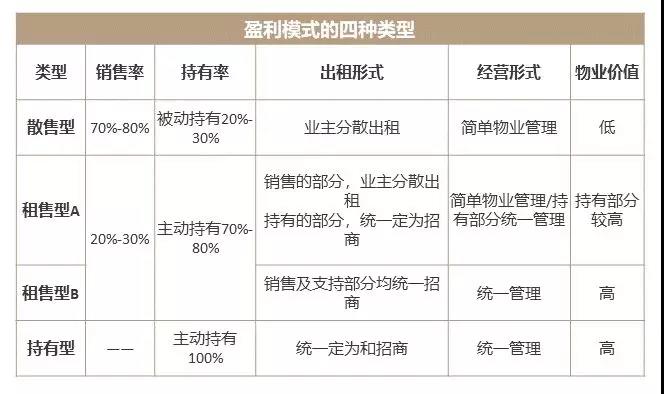 盈利模式的四种类型
类型 销售率 持有率 出租形式 经营形式 物业价值
散售型 70%-80% 被动持有20%-
30% 业主分散出租 简单物业管理 低
租售型A 20%-30% 主动持有70%-
80% 销售的部分，业主分散出
租
持有的部分，统一定为招
商 简单物业管理/持
有部分统一管理 持有部分
较高
租售型B 销售及支持部分均统一招
商 统一管理 高
持有型 —— 主动持有
100% 统一定为和招商 统一管理 高